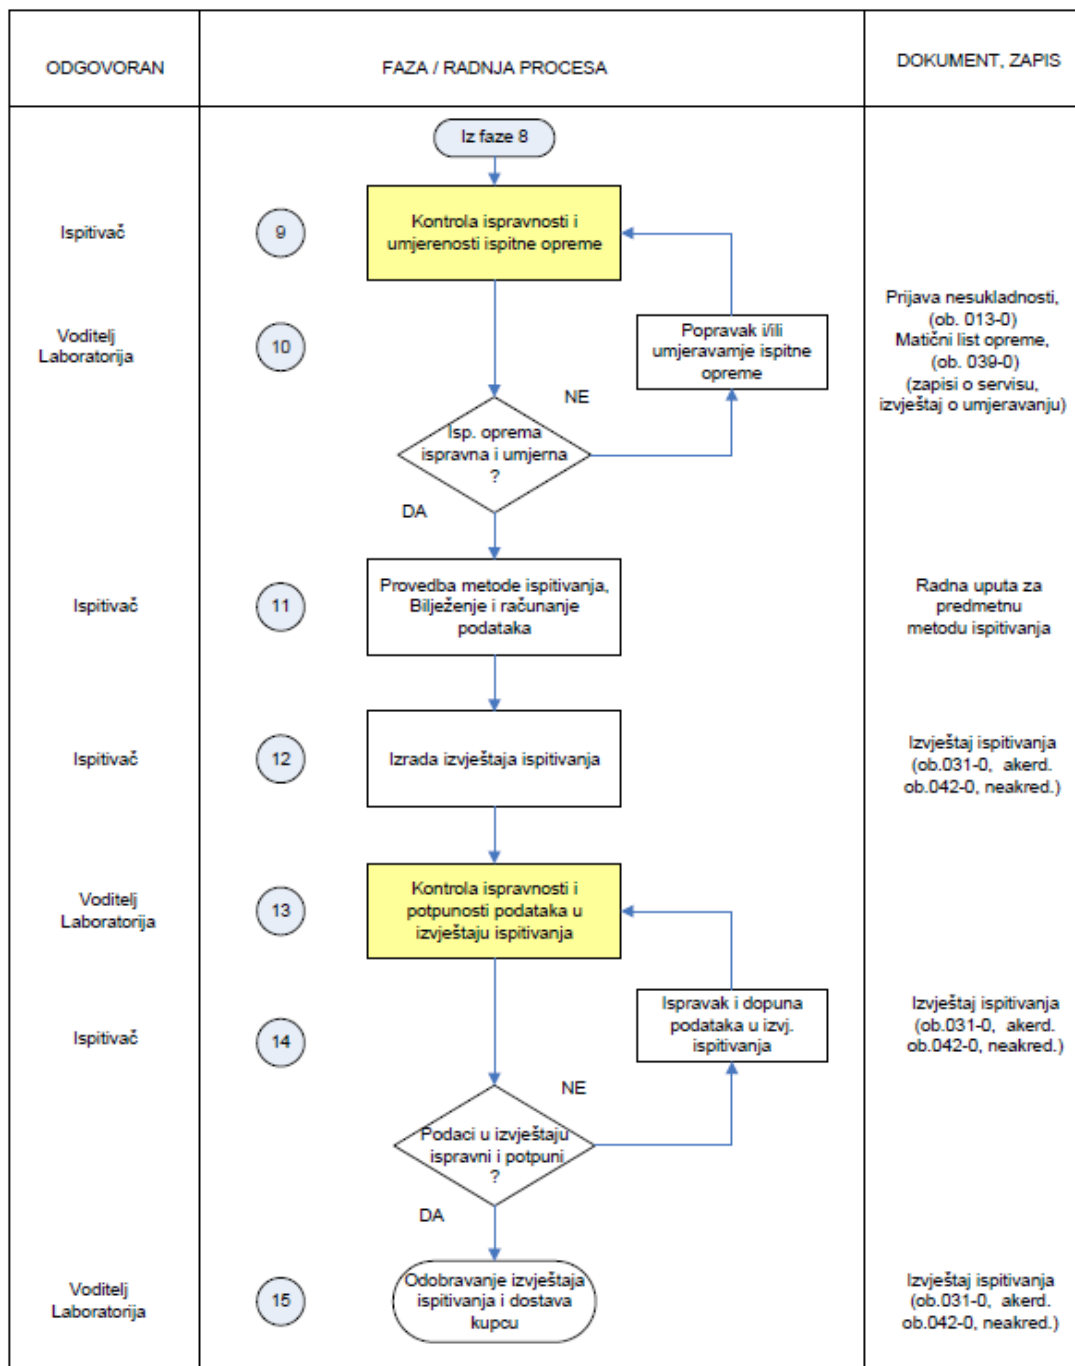 ODGOVORAN
FAZA / RADNJA PROCESA
DOKUMENT, ZAPIS
Iz faze 8
Ispitivač
9
Kontrola ispravnosti i
umjerenosti ispitne opreme
Voditelj
Laboratorija
10
Popravak i/ili
umjeravamje ispitne
opreme
Prijava nesukladnosti,
(ob. 013-0)
Matični list opreme,
(ob. 039-0)
(zapisi o servisu,
izvještaj o umjeravanju)
NE
Isp. oprema
ispravna i umjerna
?
DA
Ispitivač
11
Provedba metode ispitivanja,
Bilježenje i računanje
podataka
Radna uputa za
predmetnu
metodu ispitivanja
Ispitivač
12
Izrada izvještaja ispitivanja
Izvještaj ispitivanja
(ob.031-0, akerd.
ob.042-0, neakred.)
Voditelj
Laboratorija
13
Kontrola ispravnosti i
potpunosti podataka u
izvještaju ispitivanja
Ispitivač
14
Ispravak i dopuna
podataka u izvj.
ispitivanja
Izvještaj ispitivanja
(ob.031-0, akerd.
ob.042-0, neakred.)
NE
Podaci u izvještaju
ispravni i potpuni
?
DA
Voditelj
Laboratorija
15
Odobravanje izvještaja
ispitivanja i dostava
kupcu
Izvještaj ispitivanja
(ob.031-0, akerd.
ob.042-0, neakred.)